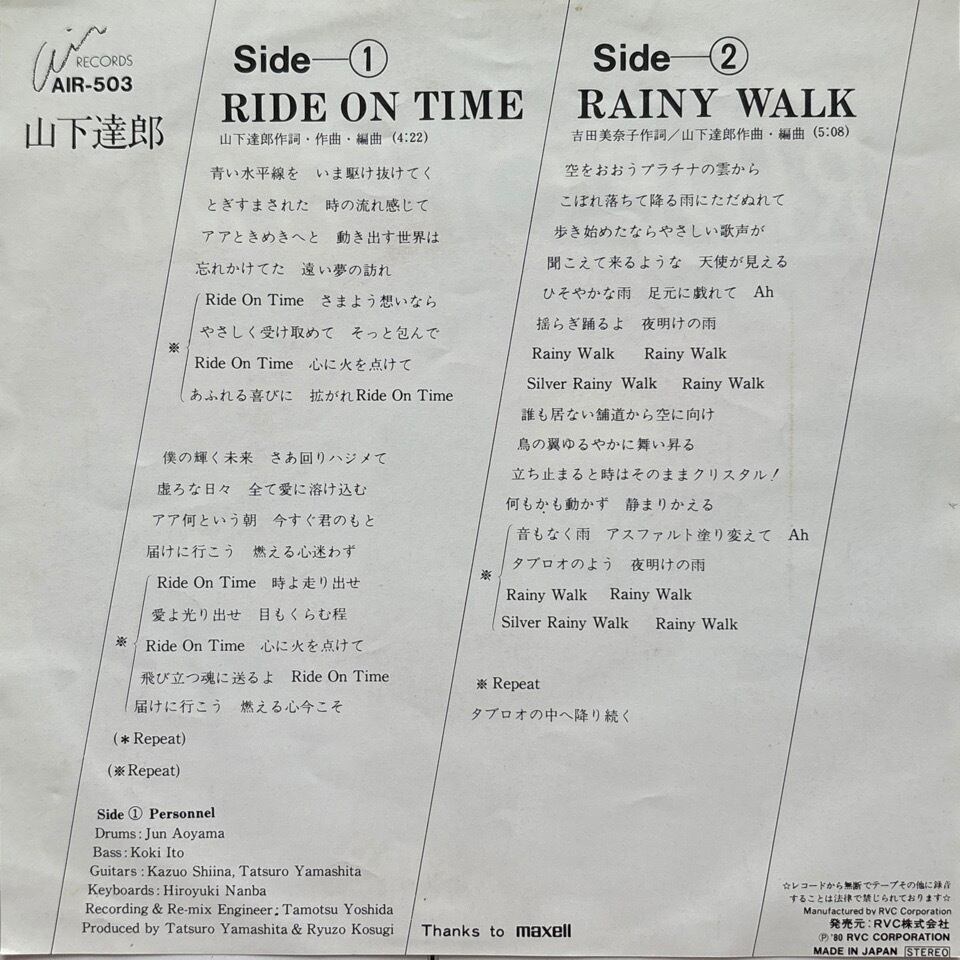 Air RECORDS
AIR-503
山下達郎
Side—①
RIDE ON TIME
山下達郎作詞・作曲・編曲 (4:22)
青い水平線を　いま駆け抜けてく
とぎすまされた　時の流れ感じて
アアときめきへと　動き出す世界は
忘れかけてた　遠い夢の訪れ
Ride On Time　さまよう想いなら
やさしく受け取めて　そっと包んで
※
Ride On Time　心に火を点けて
あふれる喜びに　拡がれ Ride On Time
僕の輝く未来　さあ回りハジメて
虚ろな日々　全て愛に溶け込む
アア何という朝　今すぐ君のもと
届けに行こう　燃える心迷わず
Ride On Time　時よ走り出せ
愛よ光り出せ　目もくらむ程
※
Ride On Time　心に火を点けて
飛び立つ魂に送るよ　Ride On Time
届けに行こう　燃える心今こそ
(＊Repeat)
(※Repeat)
Side ① Personnel
Drums : Jun Aoyama
Bass : Koki Ito
Guitars : Kazuo Shiina, Tatsuro Yamashita
Keyboards : Hiroyuki Nanba
Recording & Re-mix Engineer : Tamotsu Yoshida
Produced by Tatsuro Yamashita & Ryuzo Kosugi
Side—②
RAINY WALK
吉田美奈子作詞／山下達郎作曲・編曲 (5:08)
空をおおうプラチナの雲から
こぼれ落ちて降る雨にただぬれて
歩き始めたならやさしい歌声が
聞こえて来るような　天使が見える
ひそやかな雨　足元に戯れて　Ah
揺らぎ踊るよ　夜明けの雨
Rainy Walk　Rainy Walk
Silver Rainy Walk　Rainy Walk
誰も居ない舗道から空に向け
鳥の翼ゆるやかに舞い昇る
立ち止まると時はそのままクリスタル！
何もかも動かず　静まりかえる
音もなく雨　アスファルト塗り変えて　Ah
タブロオのよう　夜明けの雨
※
Rainy Walk　Rainy Walk
Silver Rainy Walk　Rainy Walk
※ Repeat
タブロオの中へ降り続く
Thanks to maxell
☆レコードから無断でテープその他に録音
することは法律で禁じられております☆
Manufactured by RVC Corporation
発売元：RVC株式会社
Ⓟ '80 RVC CORPORATION
MADE IN JAPAN STEREO